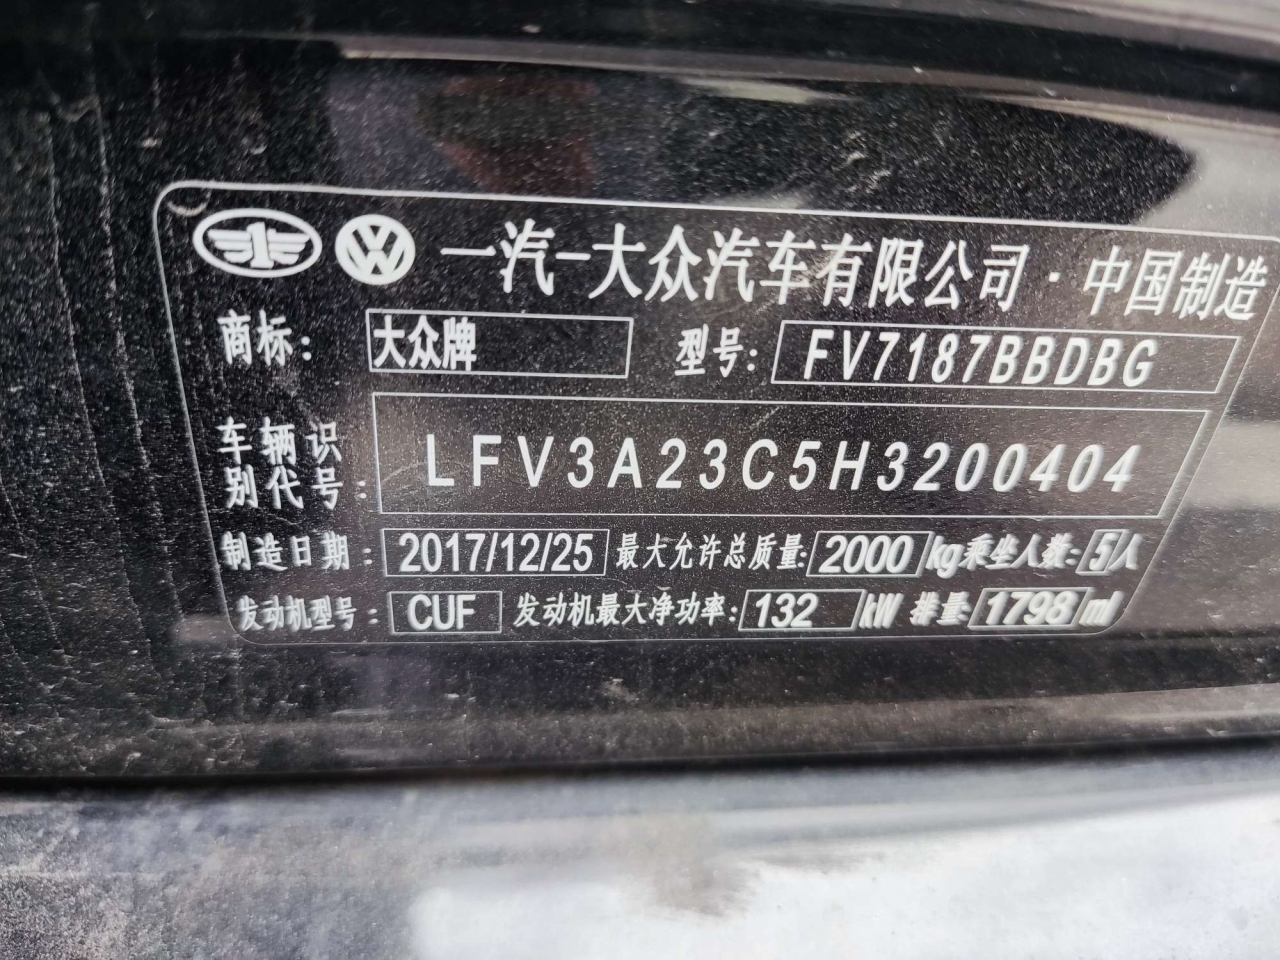 一汽-大众汽车有限公司·中国制造
商标: 大众牌 型号: FV7187BBDBG
车辆识
别代号: LFV3A23C5H3200404
制造日期: 2017/12/25 最大允许总质量: 2000 kg 乘坐人数: 5人
发动机型号: CUF 发动机最大净功率: 132 kW 排量: 1798 ml